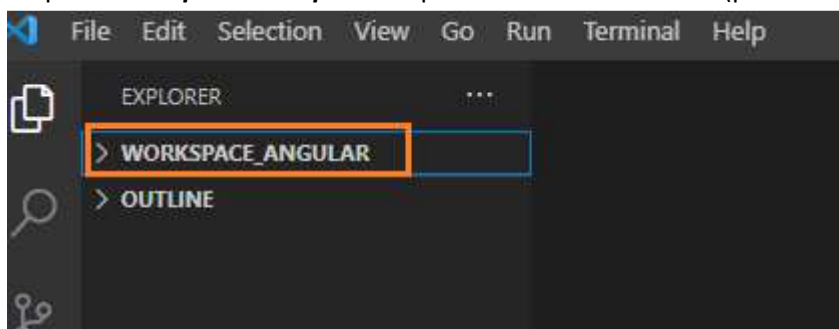 File Edit Selection View Go Run Terminal Help
EXPLORER ...
> WORKSPACE_ANGULAR
> OUTLINE